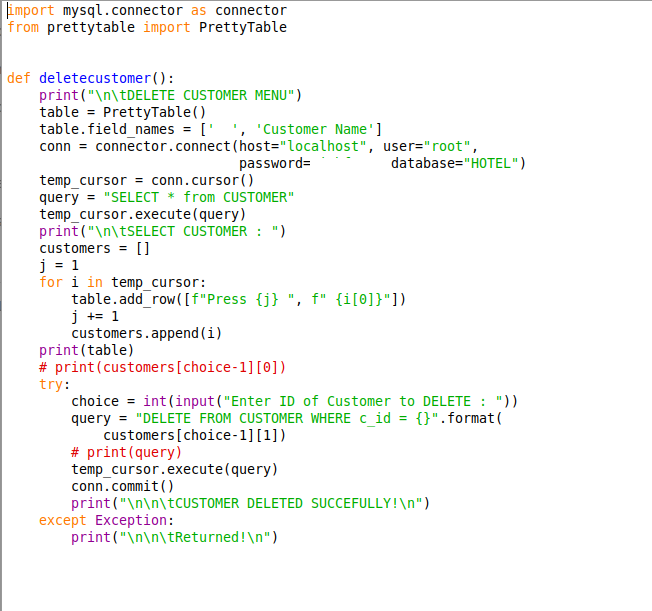 import mysql.connector as connector
from prettytable import PrettyTable
def deletecustomer():
    print("\n\tDELETE CUSTOMER MENU")
    table = PrettyTable()
    table.field_names = ['  ', 'Customer Name']
    conn = connector.connect(host="localhost", user="root",
                             password=          database="HOTEL")
    temp_cursor = conn.cursor()
    query = "SELECT * from CUSTOMER"
    temp_cursor.execute(query)
    print("\n\tSELECT CUSTOMER : ")
    customers = []
    j = 1
    for i in temp_cursor:
        table.add_row([f"Press {j} ", f" {i[0]}"])
        j += 1
        customers.append(i)
    print(table)
    # print(customers[choice-1][0])
    try:
        choice = int(input("Enter ID of Customer to DELETE : "))
        query = "DELETE FROM CUSTOMER WHERE c_id = {}".format(
            customers[choice-1][1])
        # print(query)
        temp_cursor.execute(query)
        conn.commit()
        print("\n\n\tCUSTOMER DELETED SUCCEFULLY!\n")
    except Exception:
        print("\n\n\tReturned!\n")